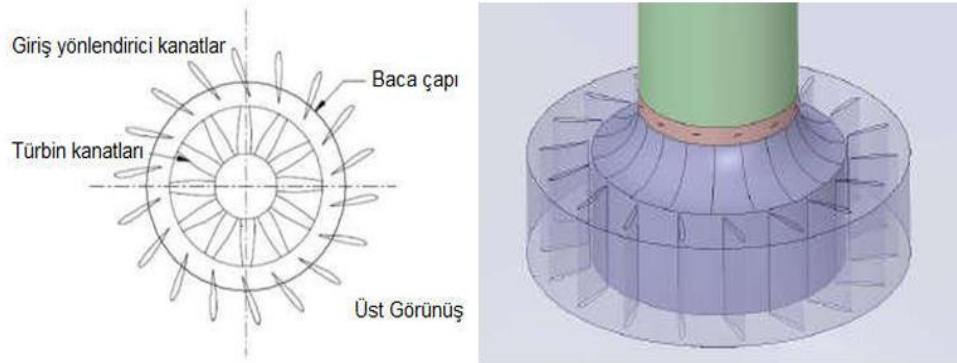 Giriş yönlendirici kanatlar
Baca çapı
Türbin kanatları
Üst Görünüş